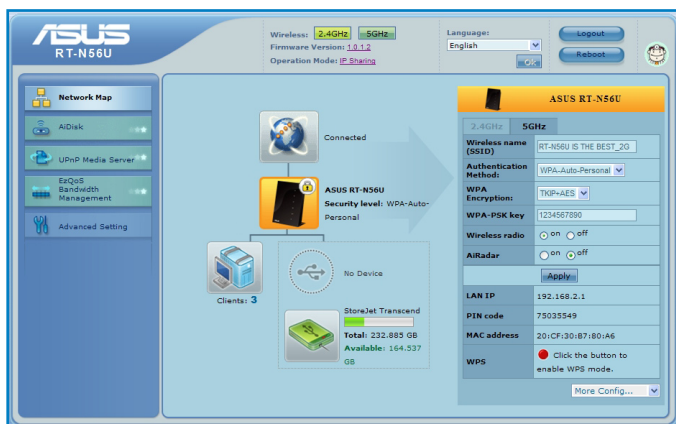 ASUS
RT-N56U
Wireless: 2.4GHz 5GHz
Firmware Version: 1.0.1.2
Operation Mode: IP Sharing
Language:
English
OK
Logout
Reboot
Network Map
AiDisk
UPnP Media Server
EzQoS
Bandwidth
Management
Advanced Setting
Connected
ASUS RT-N56U
Security level: WPA-Auto-
Personal
Clients: 3
No Device
StoreJet Transcend
Total: 232.885 GB
Available: 164.537
GB
ASUS RT-N56U
2.4GHz 5GHz
Wireless name
(SSID)
RT-N56U IS THE BEST_2G
Authentication
Method:
WPA-Auto-Personal
WPA
Encryption:
TKIP+AES
WPA-PSK key
1234567890
Wireless radio
on off
AiRadar
on off
Apply
LAN IP
192.168.2.1
PIN code
75035549
MAC address
20:CF:30:B7:80:A6
WPS
Click the button to
enable WPS mode.
More Config...